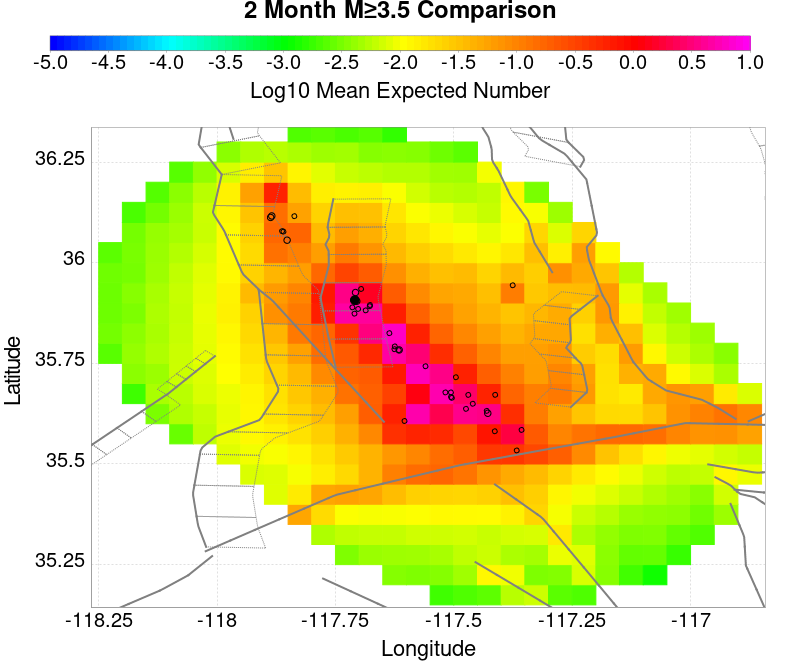 2 Month M≥3.5 Comparison
-5.0 -4.5 -4.0 -3.5 -3.0 -2.5 -2.0 -1.5 -1.0 -0.5 0.0 0.5 1.0
Log10 Mean Expected Number
36.25
36
35.75
35.5
35.25
Latitude
-118.25 -118 -117.75 -117.5 -117.25 -117
Longitude